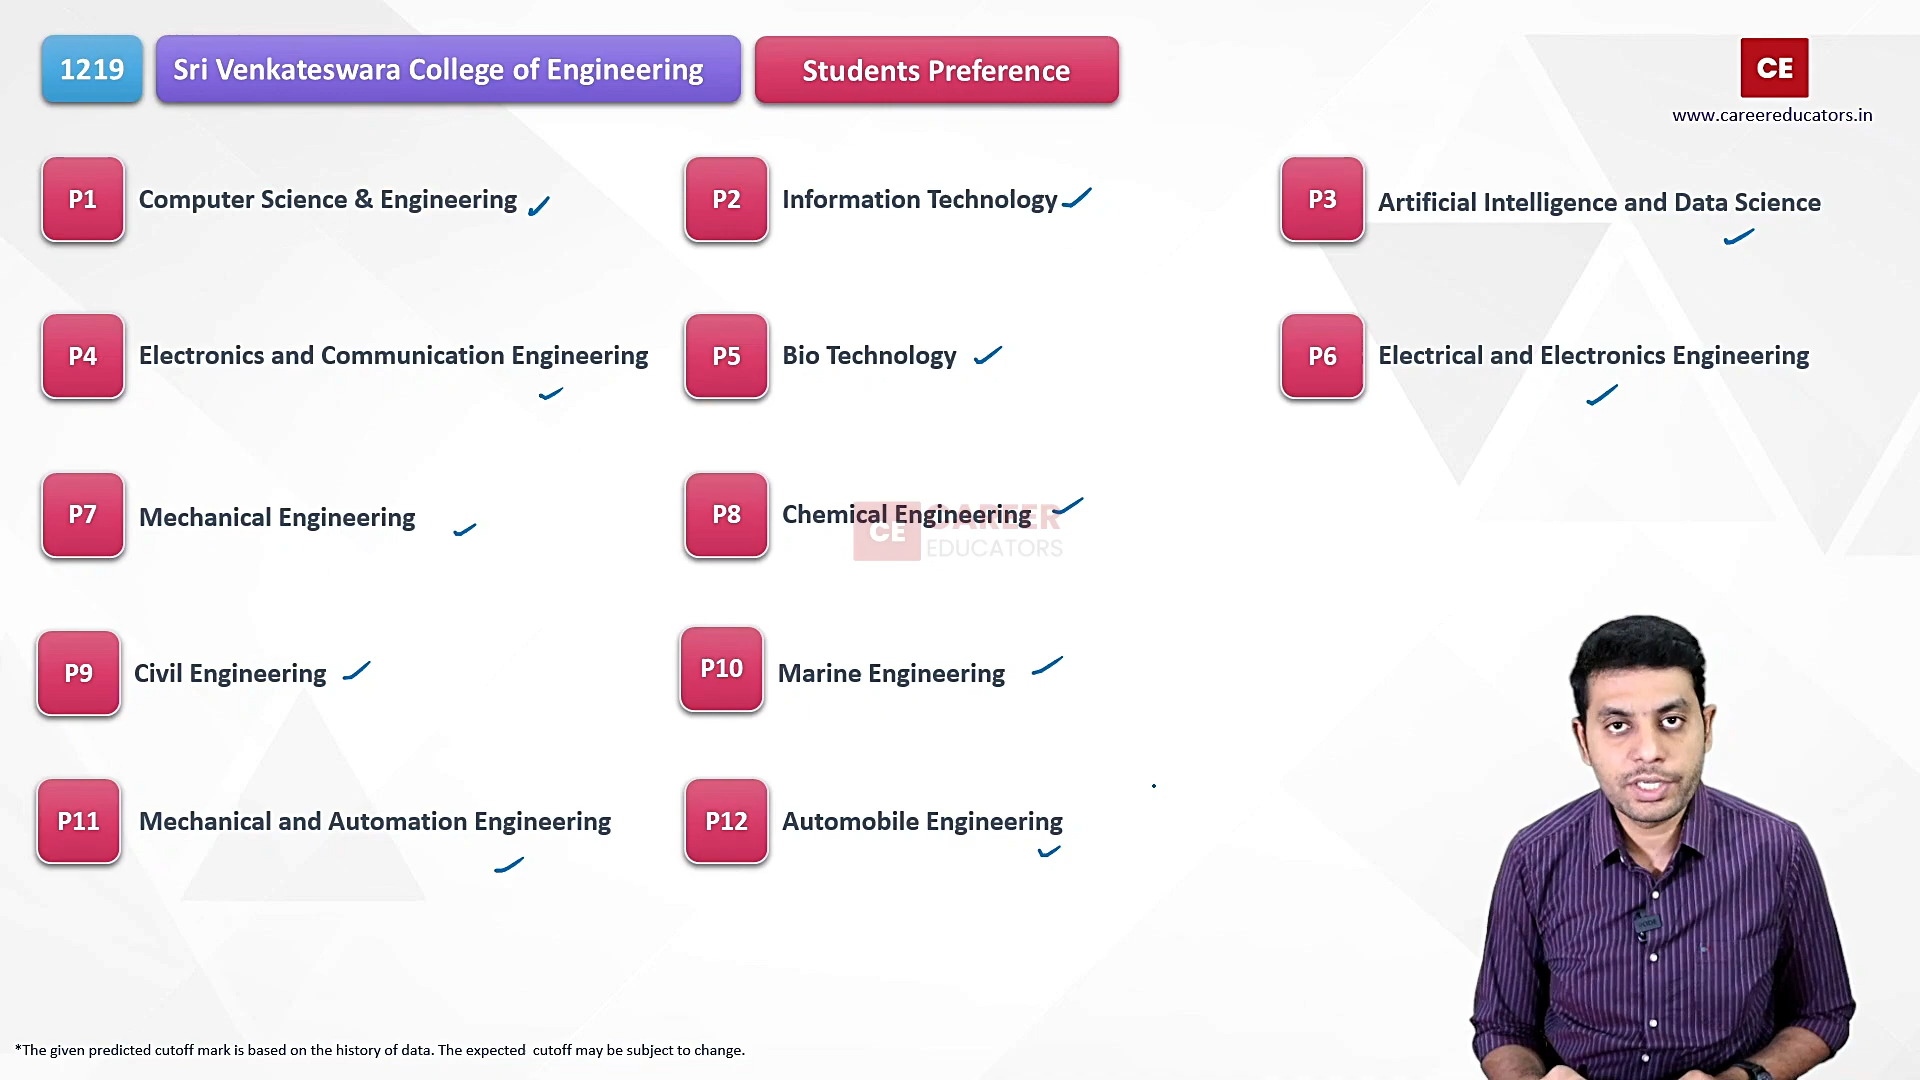 1219
Sri Venkateswara College of Engineering
Students Preference
CE
www.careereducators.in
P1
Computer Science & Engineering
P2
Information Technology
P3
Artificial Intelligence and Data Science
P4
Electronics and Communication Engineering
P5
Bio Technology
P6
Electrical and Electronics Engineering
P7
Mechanical Engineering
P8
Chemical Engineering
CE
CAREER
EDUCATORS
P9
Civil Engineering
P10
Marine Engineering
P11
Mechanical and Automation Engineering
P12
Automobile Engineering
*The given predicted cutoff mark is based on the history of data. The expected cutoff may be subject to change.